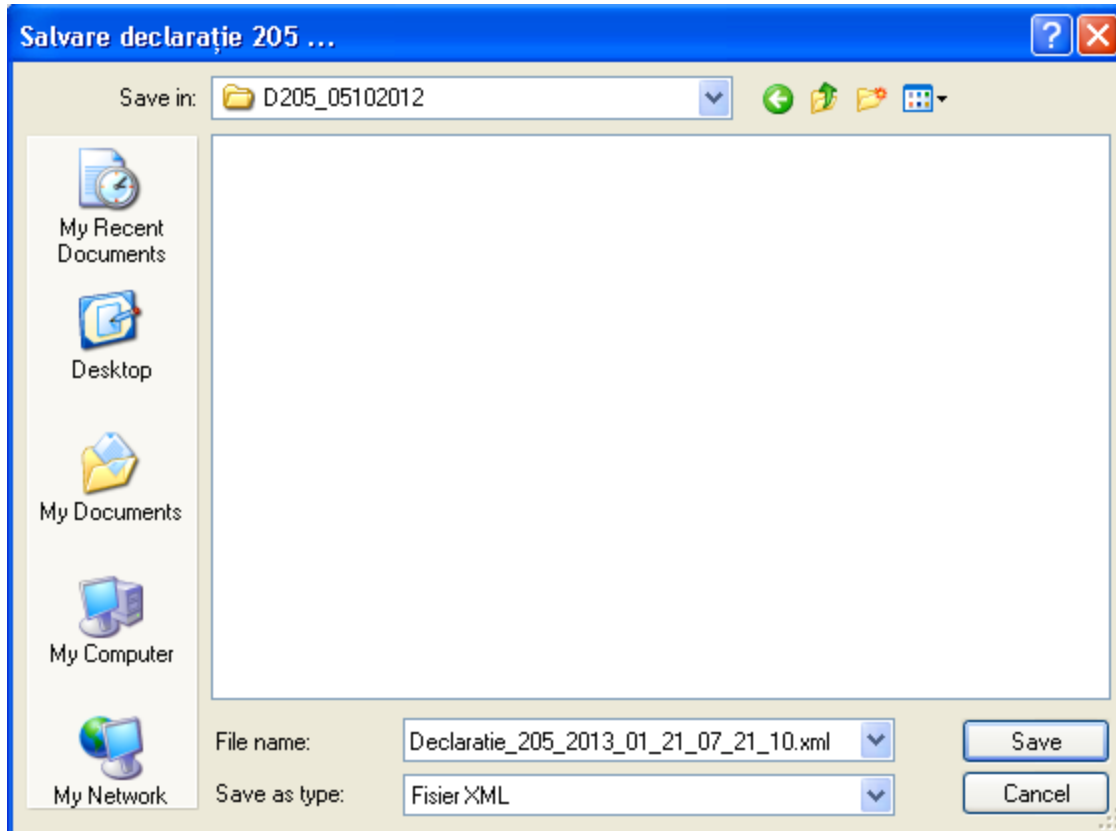 Salvare declarație 205 ...
Save in:
D205_05102012
My Recent
Documents
Desktop
My Documents
My Computer
My Network
File name:
Declaratie_205_2013_01_21_07_21_10.xml
Save
Save as type:
Fisier XML
Cancel